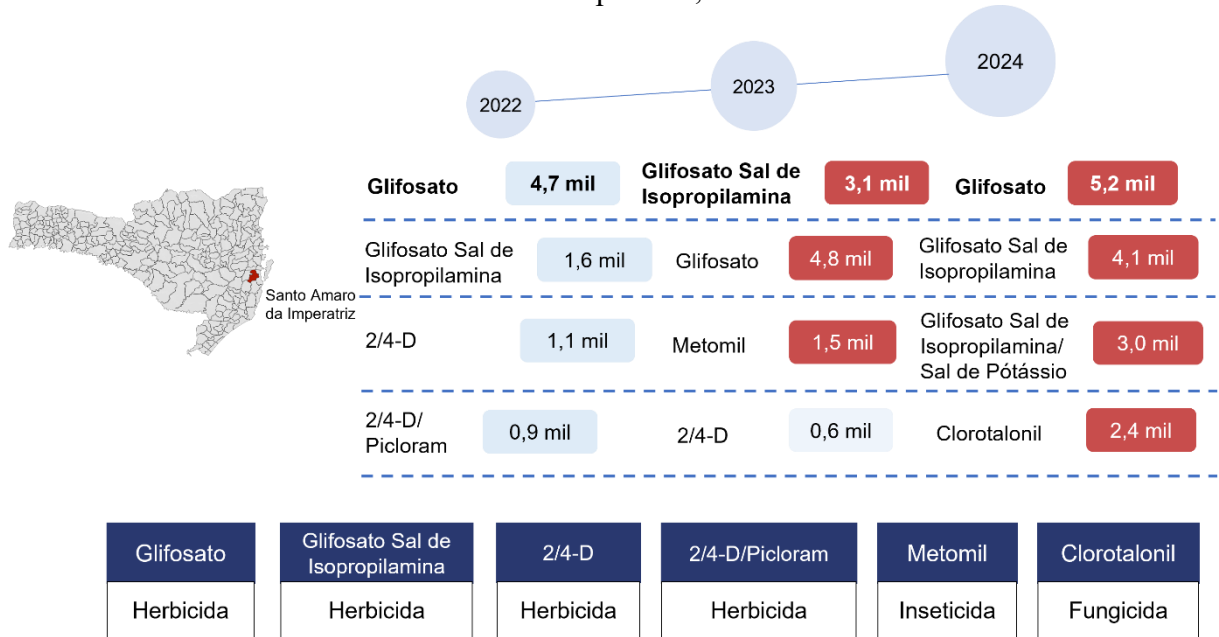 2022
2023
2024
Glifosato
4,7 mil
Glifosato Sal de
Isopropilamina
3,1 mil
Glifosato
5,2 mil
Glifosato Sal de
Isopropilamina
1,6 mil
Glifosato
4,8 mil
Glifosato Sal de
Isopropilamina
4,1 mil
Santo Amaro
da Imperatriz
2/4-D
1,1 mil
Metomil
1,5 mil
Glifosato Sal de
Isopropilamina/
Sal de Pótássio
3,0 mil
2/4-D/
Picloram
0,9 mil
2/4-D
0,6 mil
Clorotalonil
2,4 mil
Glifosato
Glifosato Sal de
Isopropilamina
2/4-D
2/4-D/Picloram
Metomil
Clorotalonil
Herbicida
Herbicida
Herbicida
Herbicida
Inseticida
Fungicida